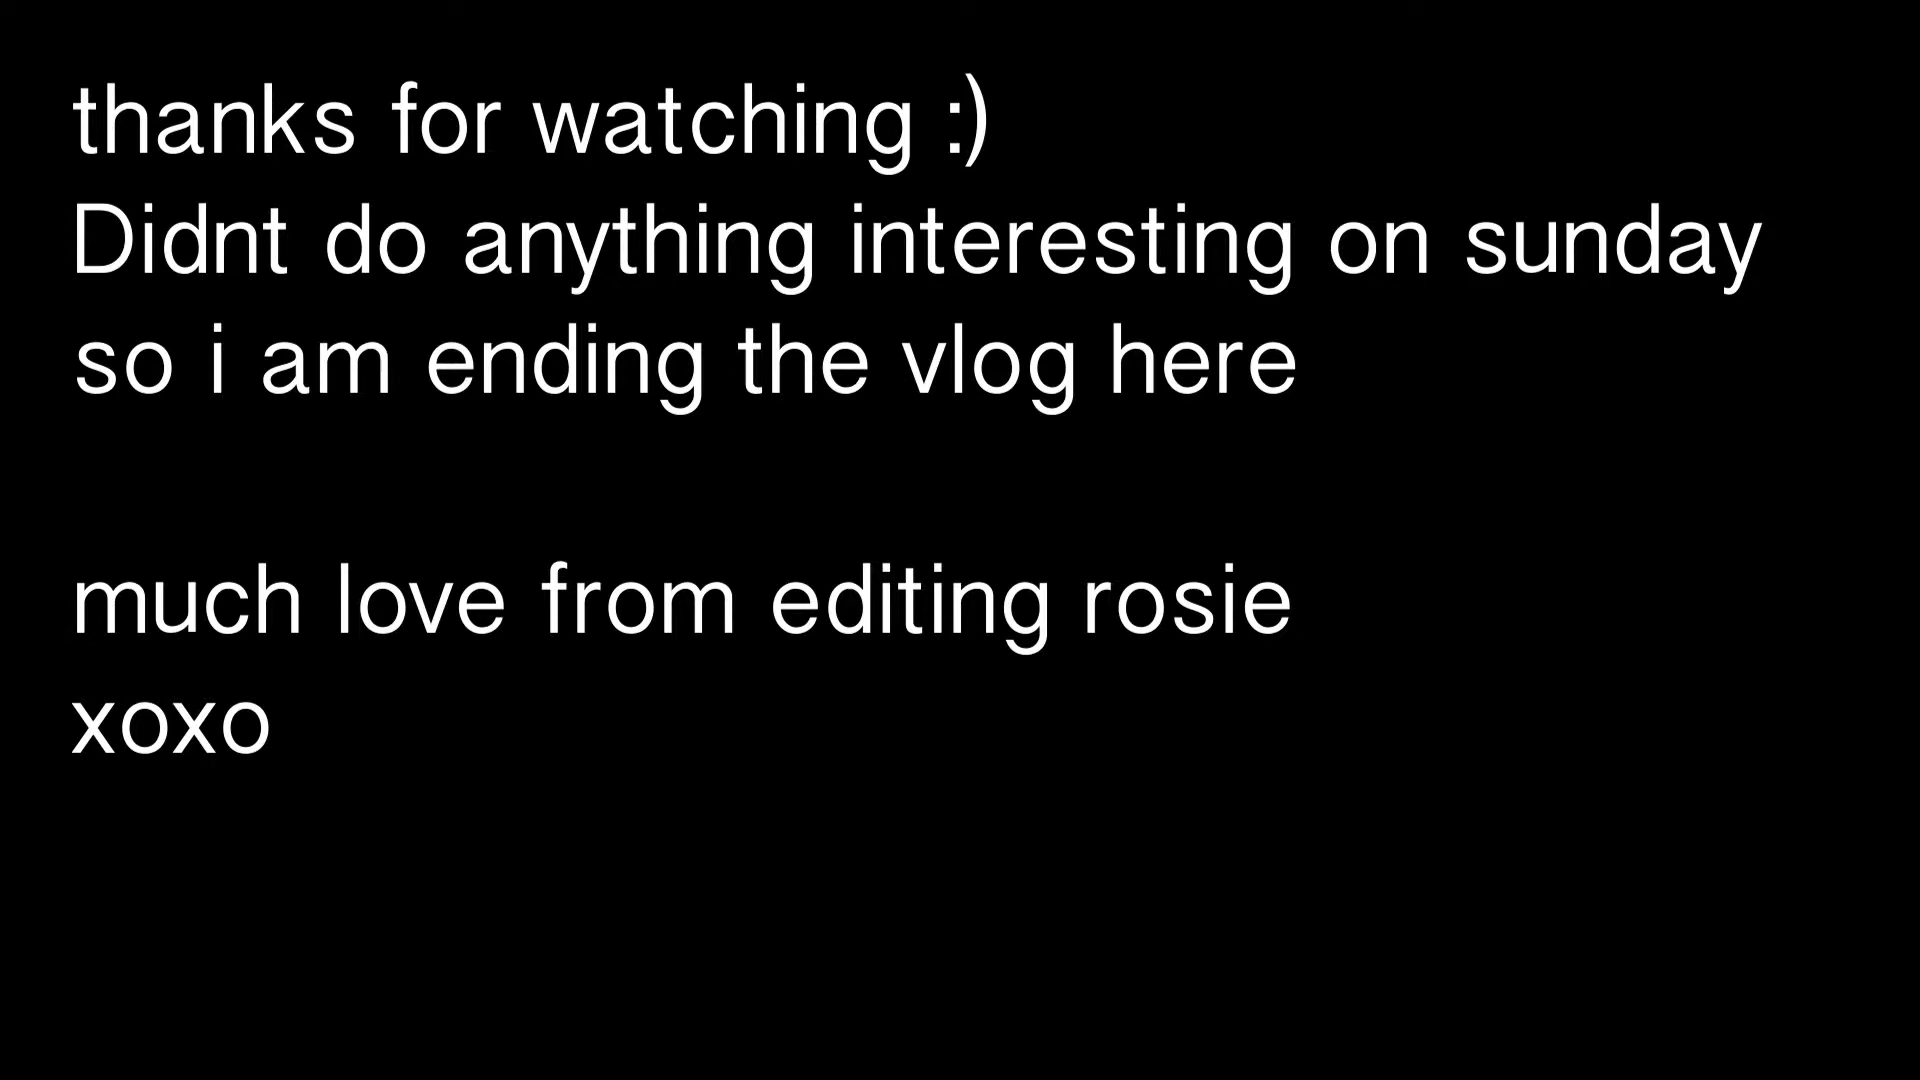 thanks for watching :)
Didnt do anything interesting on sunday
so i am ending the vlog here
much love from editing rosie
xoxo